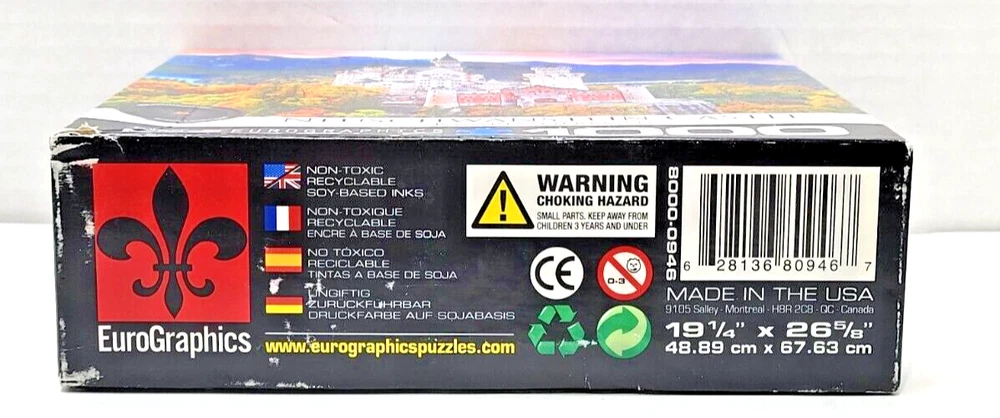 EUROGRAPHICS
1000
EuroGraphics
NON-TOXIC
RECYCLABLE
SOY-BASED INKS
NON-TOXIQUE
RECYCLABLE
ENCRE À BASE DE SOJA
NO TÓXICO
RECICLABLE
TINTAS A BASE DE SOJA
UNGIFTIG
ZURÜCKFÜHRBAR
DRUCKFARBE AUF SOJABASIS
www.eurographicspuzzles.com
WARNING
CHOKING HAZARD
SMALL PARTS. KEEP AWAY FROM
CHILDREN 3 YEARS AND UNDER
CE
0-3
8000-0946
6 28136 80946 7
MADE IN THE USA
9105 Salley · Montreal · H8R 2C8 · QC · Canada
19 1/4" x 26 5/8"
48.89 cm x 67.63 cm